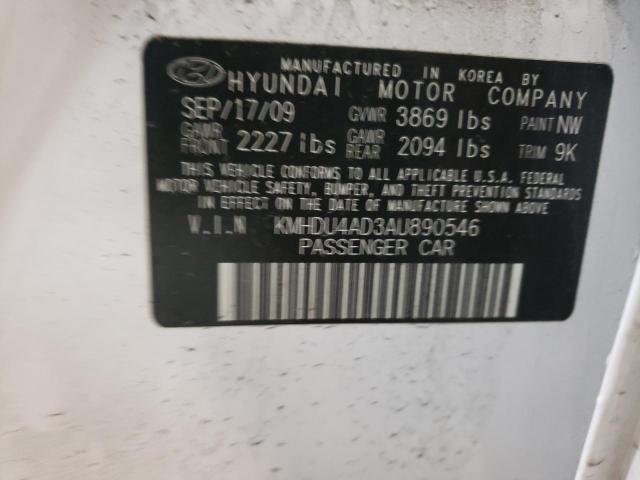 MANUFACTURED IN KOREA BY
HYUNDAI MOTOR COMPANY
SEP/17/09 GVWR 3869 lbs PAINT NW
GAWR FRONT 2227 lbs GAWR REAR 2094 lbs TRIM 9K
THIS VEHICLE CONFORMS TO ALL APPLICABLE U.S.A. FEDERAL
MOTOR VEHICLE SAFETY, BUMPER, AND THEFT PREVENTION STANDARDS
IN EFFECT ON THE DATE OF MANUFACTURE SHOWN ABOVE.
V.I.N KMHDU4AD3AU890546
PASSENGER CAR